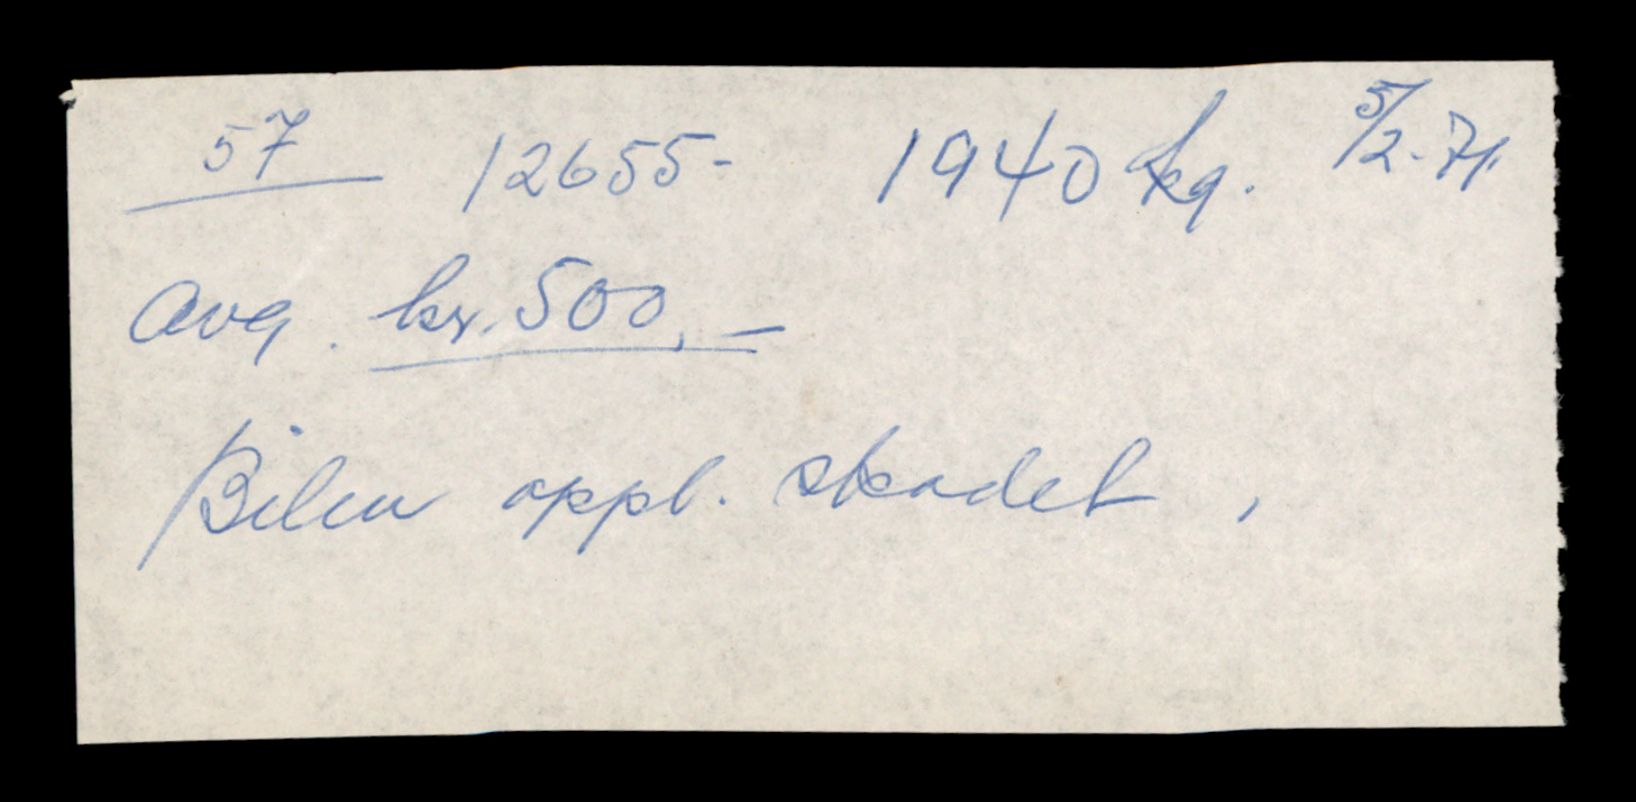 57 12655- 1940 kg. 5/2-71.
avg. kr. 500,-
Bilen oppl. skadet,